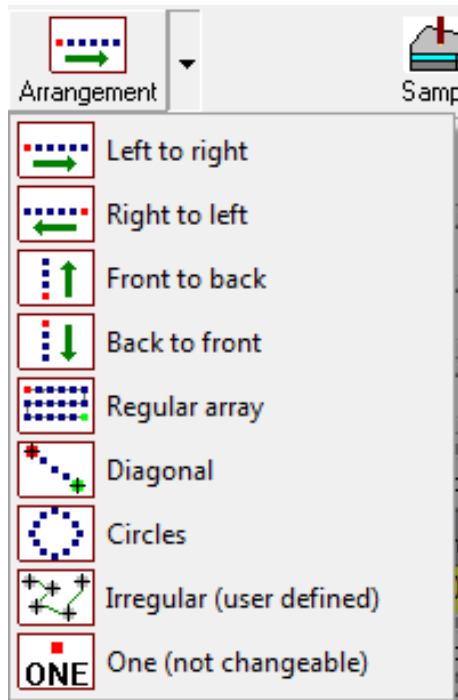 Arrangement
Left to right
Right to left
Front to back
Back to front
Regular array
Diagonal
Circles
Irregular (user defined)
ONE One (not changeable)